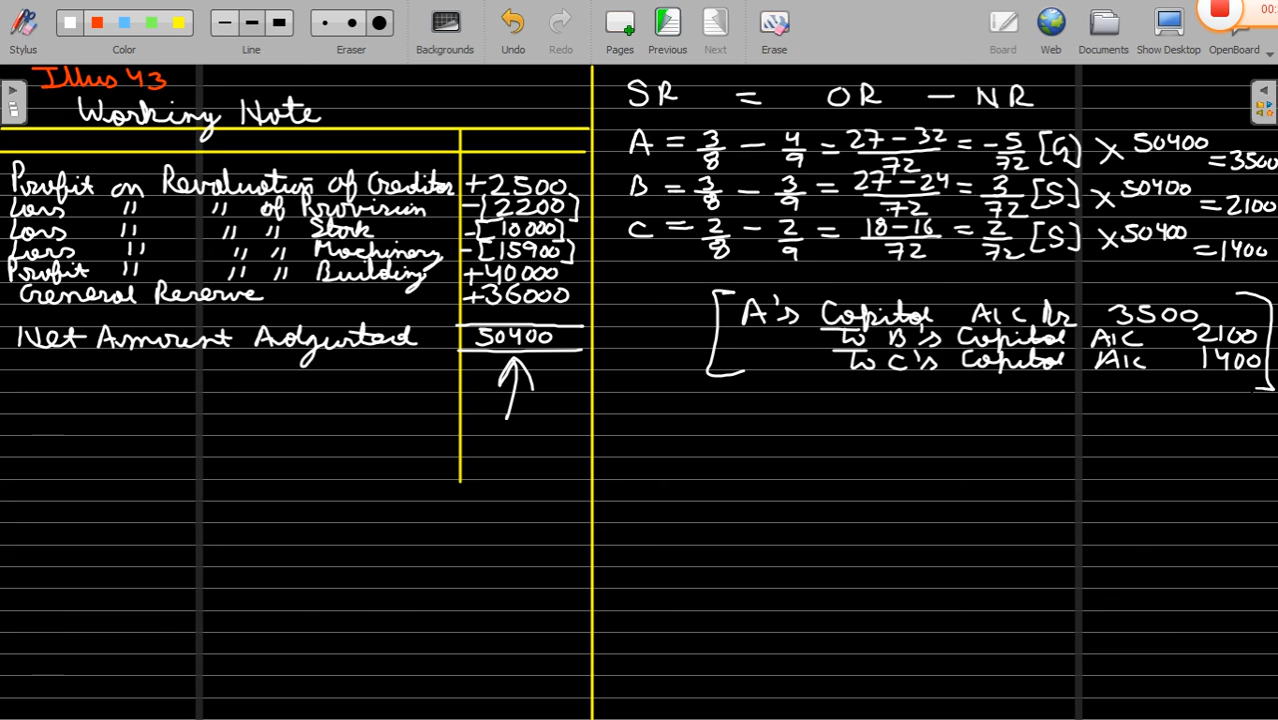 Stylus
Color
Line
Eraser
Backgrounds
Undo
Redo
Pages
Previous
Next
Erase
Board
Web
Documents
Show Desktop
OpenBoard
00:
Illus 43
Working Note
Profit on Revaluation of Creditor +2500
Loss " " of Provision -[2200]
Loss " " " Stock -[10000]
Loss " " " Machinery -[15900]
Profit " " " Building +40000
General Reserve +36000
Net Amount Adjusted 50400
SR = OR - NR
A = 3/8 - 4/9 = 27-32/72 = -5/72 [G] × 50400 = 3500
B = 3/8 - 3/9 = 27-24/72 = 3/72 [S] × 50400 = 2100
C = 2/8 - 2/9 = 18-16/72 = 2/72 [S] × 50400 = 1400
[A's Capital A/C Dr 3500
To B's Capital A/C 2100
To C's Capital A/C 1400]